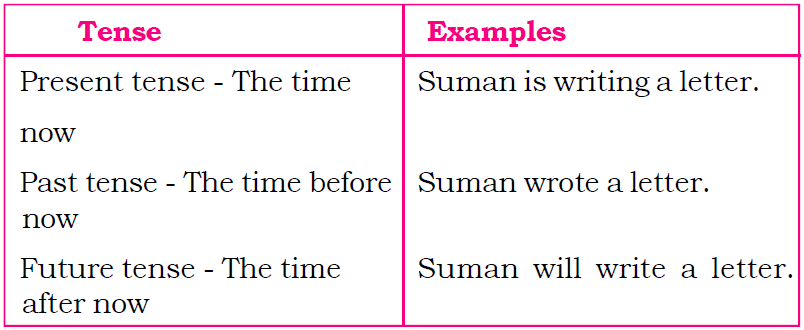 Tense Examples
Present tense - The time Suman is writing a letter.
now
Past tense - The time before Suman wrote a letter.
now
Future tense - The time Suman will write a letter.
after now